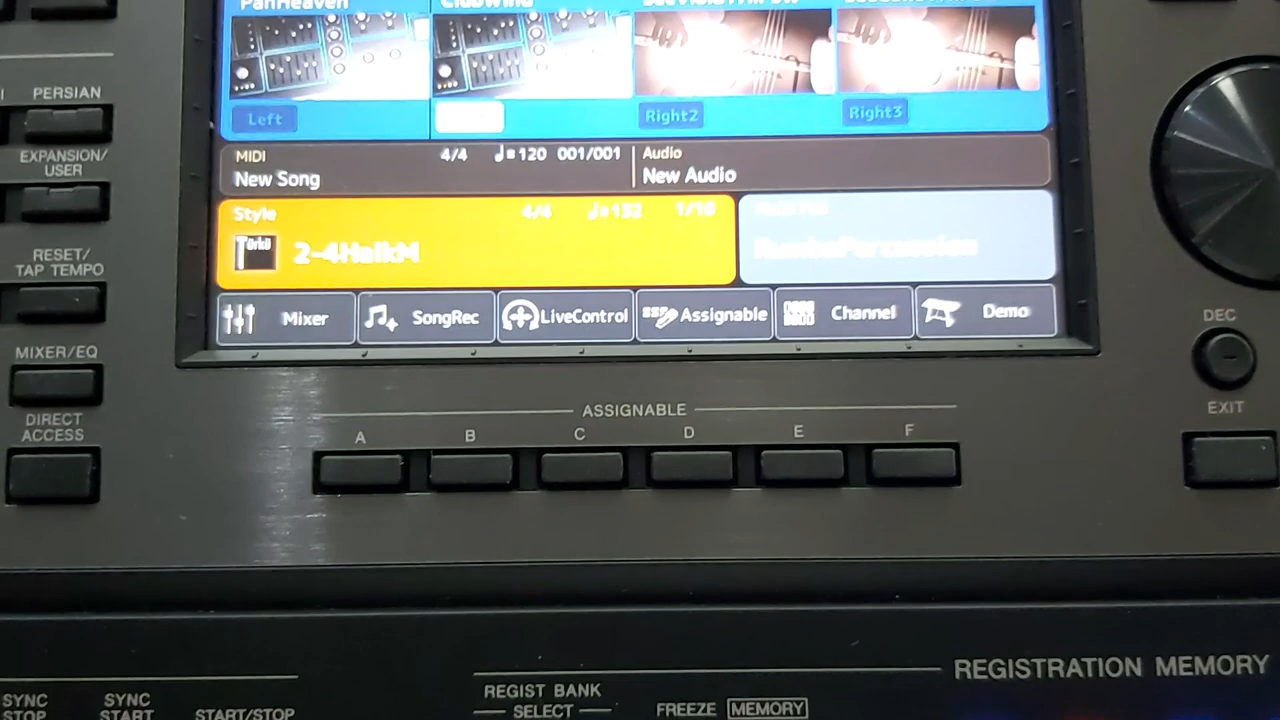 PanHeaven
Left
Right2
Right3
MIDI
4/4
♩=120
001/001
New Song
Audio
New Audio
Style
4/4
♩=132
1/10
2-4HalkM
Mixer
SongRec
LiveControl
Assignable
Channel
Demo
PERSIAN
EXPANSION/
USER
RESET/
TAP TEMPO
MIXER/EQ
DIRECT
ACCESS
ASSIGNABLE
A
B
C
D
E
F
DEC
EXIT
REGISTRATION MEMORY
REGIST BANK
SELECT
FREEZE
MEMORY
SYNC
STOP
SYNC
START
START/STOP